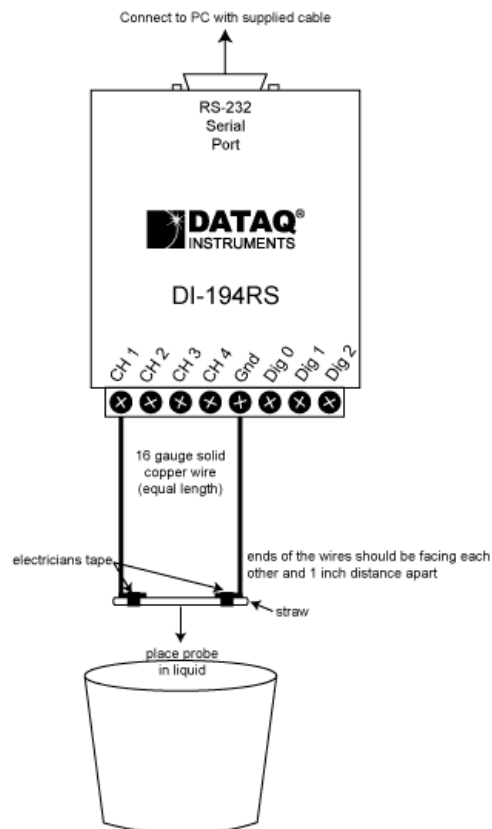 Connect to PC with supplied cable
RS-232
Serial
Port
DATAQ®
INSTRUMENTS
DI-194RS
CH 1 CH 2 CH 3 CH 4 Gnd Dig 0 Dig 1 Dig 2
16 gauge solid
copper wire
(equal length)
electricians tape
ends of the wires should be facing each
other and 1 inch distance apart
straw
place probe
in liquid